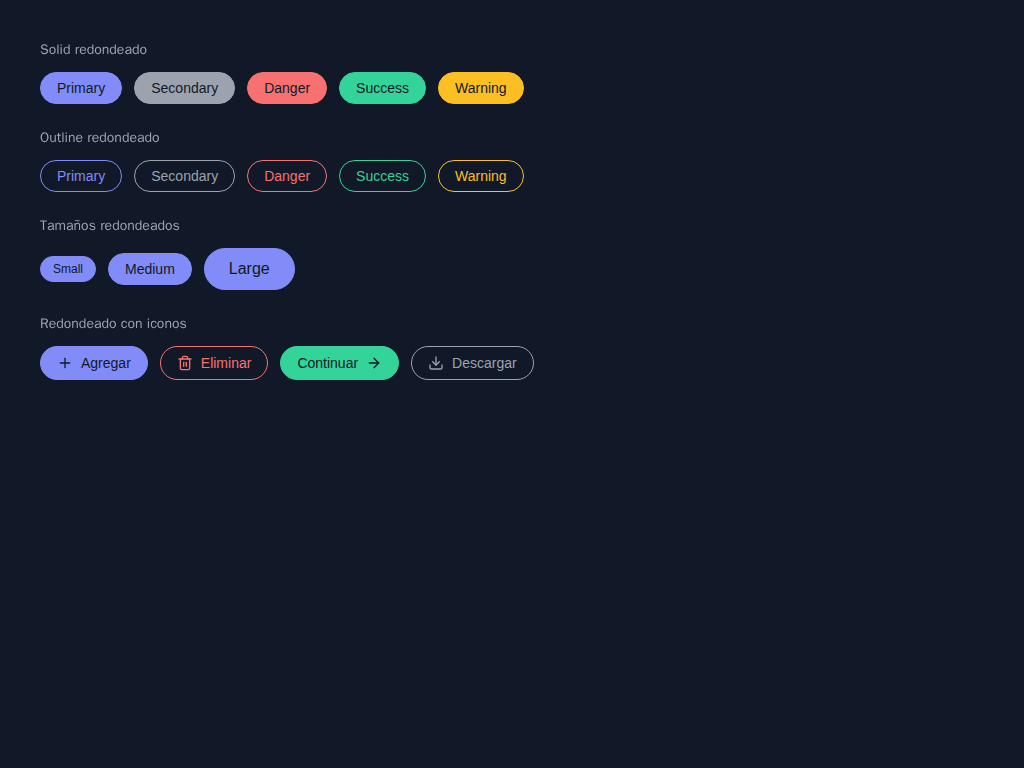 Solid redondeado
Primary Secondary Danger Success Warning
Outline redondeado
Primary Secondary Danger Success Warning
Tamaños redondeados
Small Medium Large
Redondeado con iconos
Agregar Eliminar Continuar Descargar